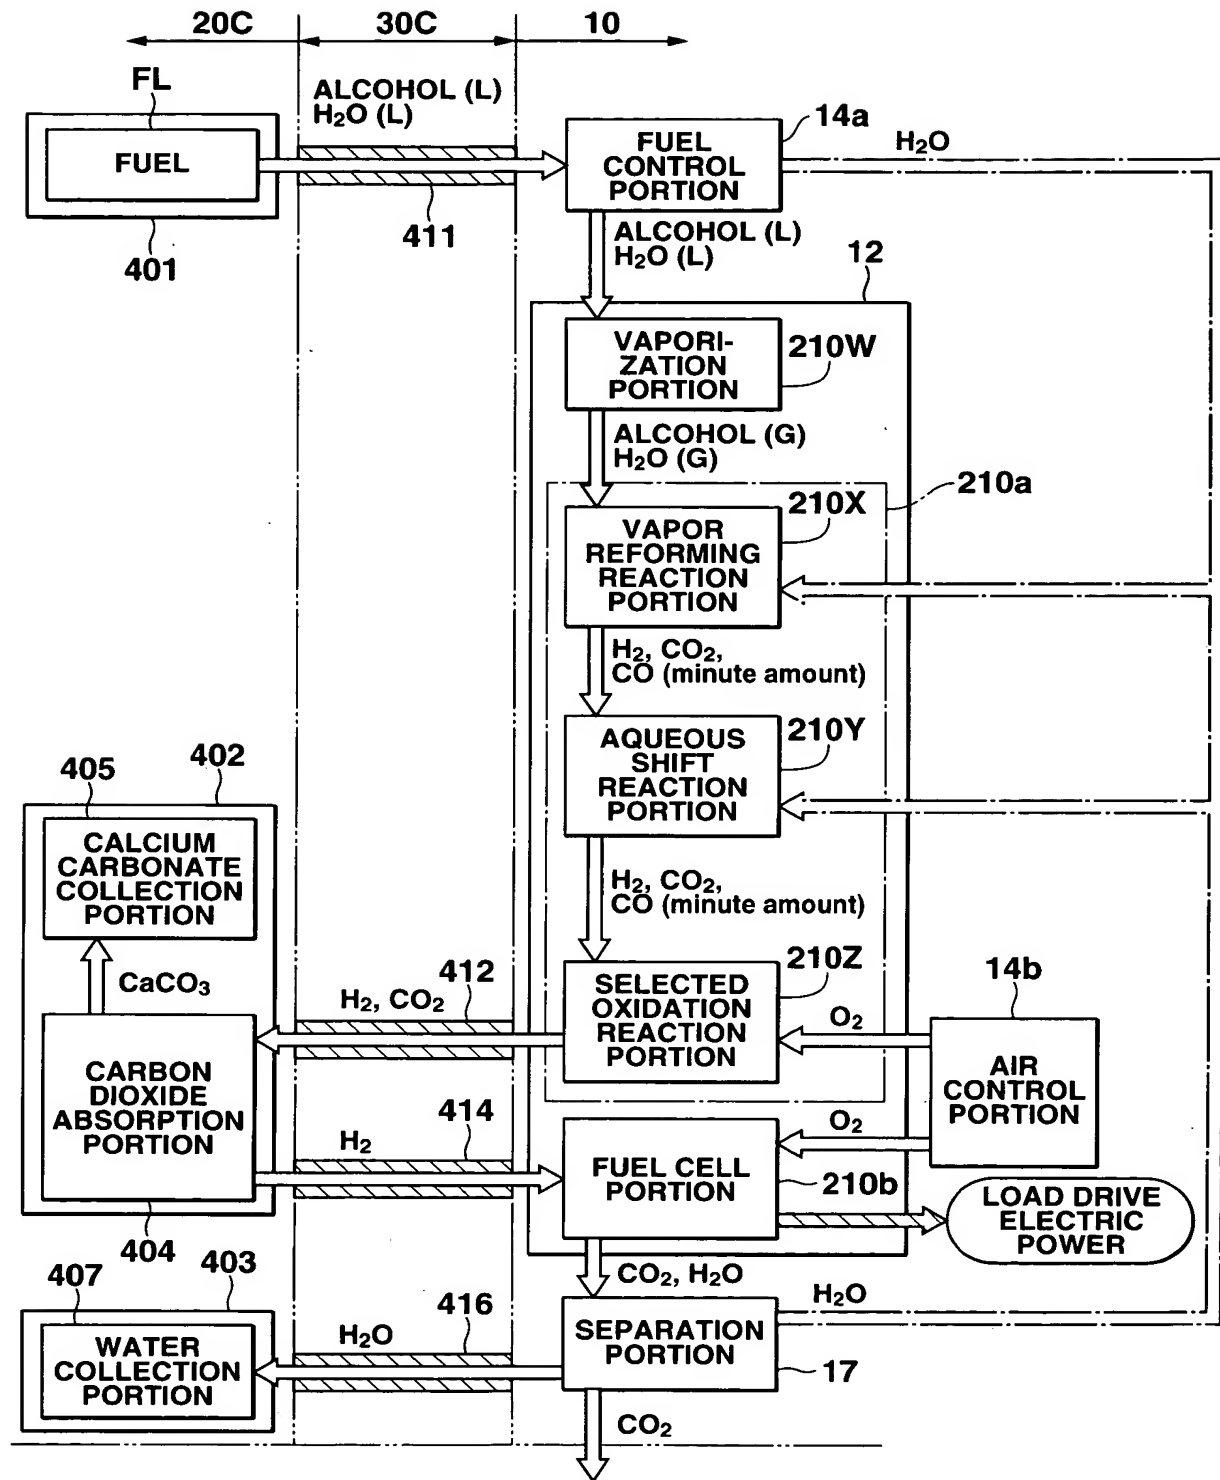 20C
30C
10
FL
ALCOHOL (L)
H2O (L)
14a
FUEL
FUEL
CONTROL
PORTION
H2O
401
411
ALCOHOL (L)
H2O (L)
12
VAPORI-
ZATION
PORTION
210W
ALCOHOL (G)
H2O (G)
210a
VAPOR
REFORMING
REACTION
PORTION
210X
H2, CO2,
CO (minute amount)
AQUEOUS
SHIFT
REACTION
PORTION
210Y
405
402
CALCIUM
CARBONATE
COLLECTION
PORTION
H2, CO2,
CO (minute amount)
CaCO3
412
H2, CO2
SELECTED
OXIDATION
REACTION
PORTION
210Z
14b
O2
AIR
CONTROL
PORTION
CARBON
DIOXIDE
ABSORPTION
PORTION
414
H2
O2
FUEL CELL
PORTION
210b
LOAD DRIVE
ELECTRIC
POWER
404
407
403
CO2, H2O
416
H2O
SEPARATION
PORTION
H2O
WATER
COLLECTION
PORTION
17
CO2